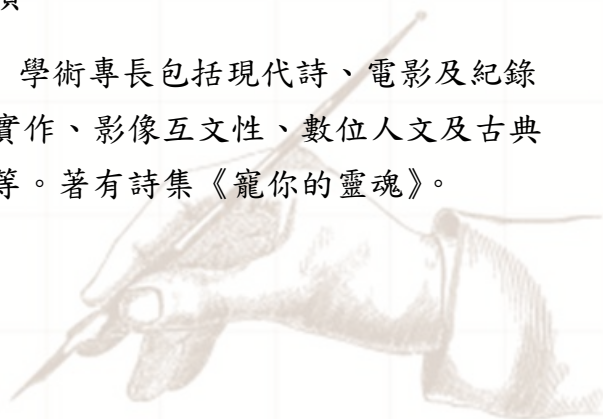 學術專長包括現代詩、電影及紀錄
實作、影像互文性、數位人文及古典
等。著有詩集《寵你的靈魂》。